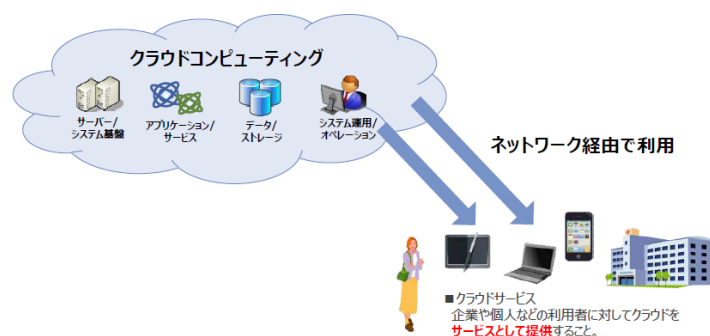 クラウドコンピューティング
サーバー/
システム基盤
アプリケーション/
サービス
データ/
ストレージ
システム運用/
オペレーション
ネットワーク経由で利用
■クラウドサービス
企業や個人などの利用者に対してクラウドを
サービスとして提供すること。